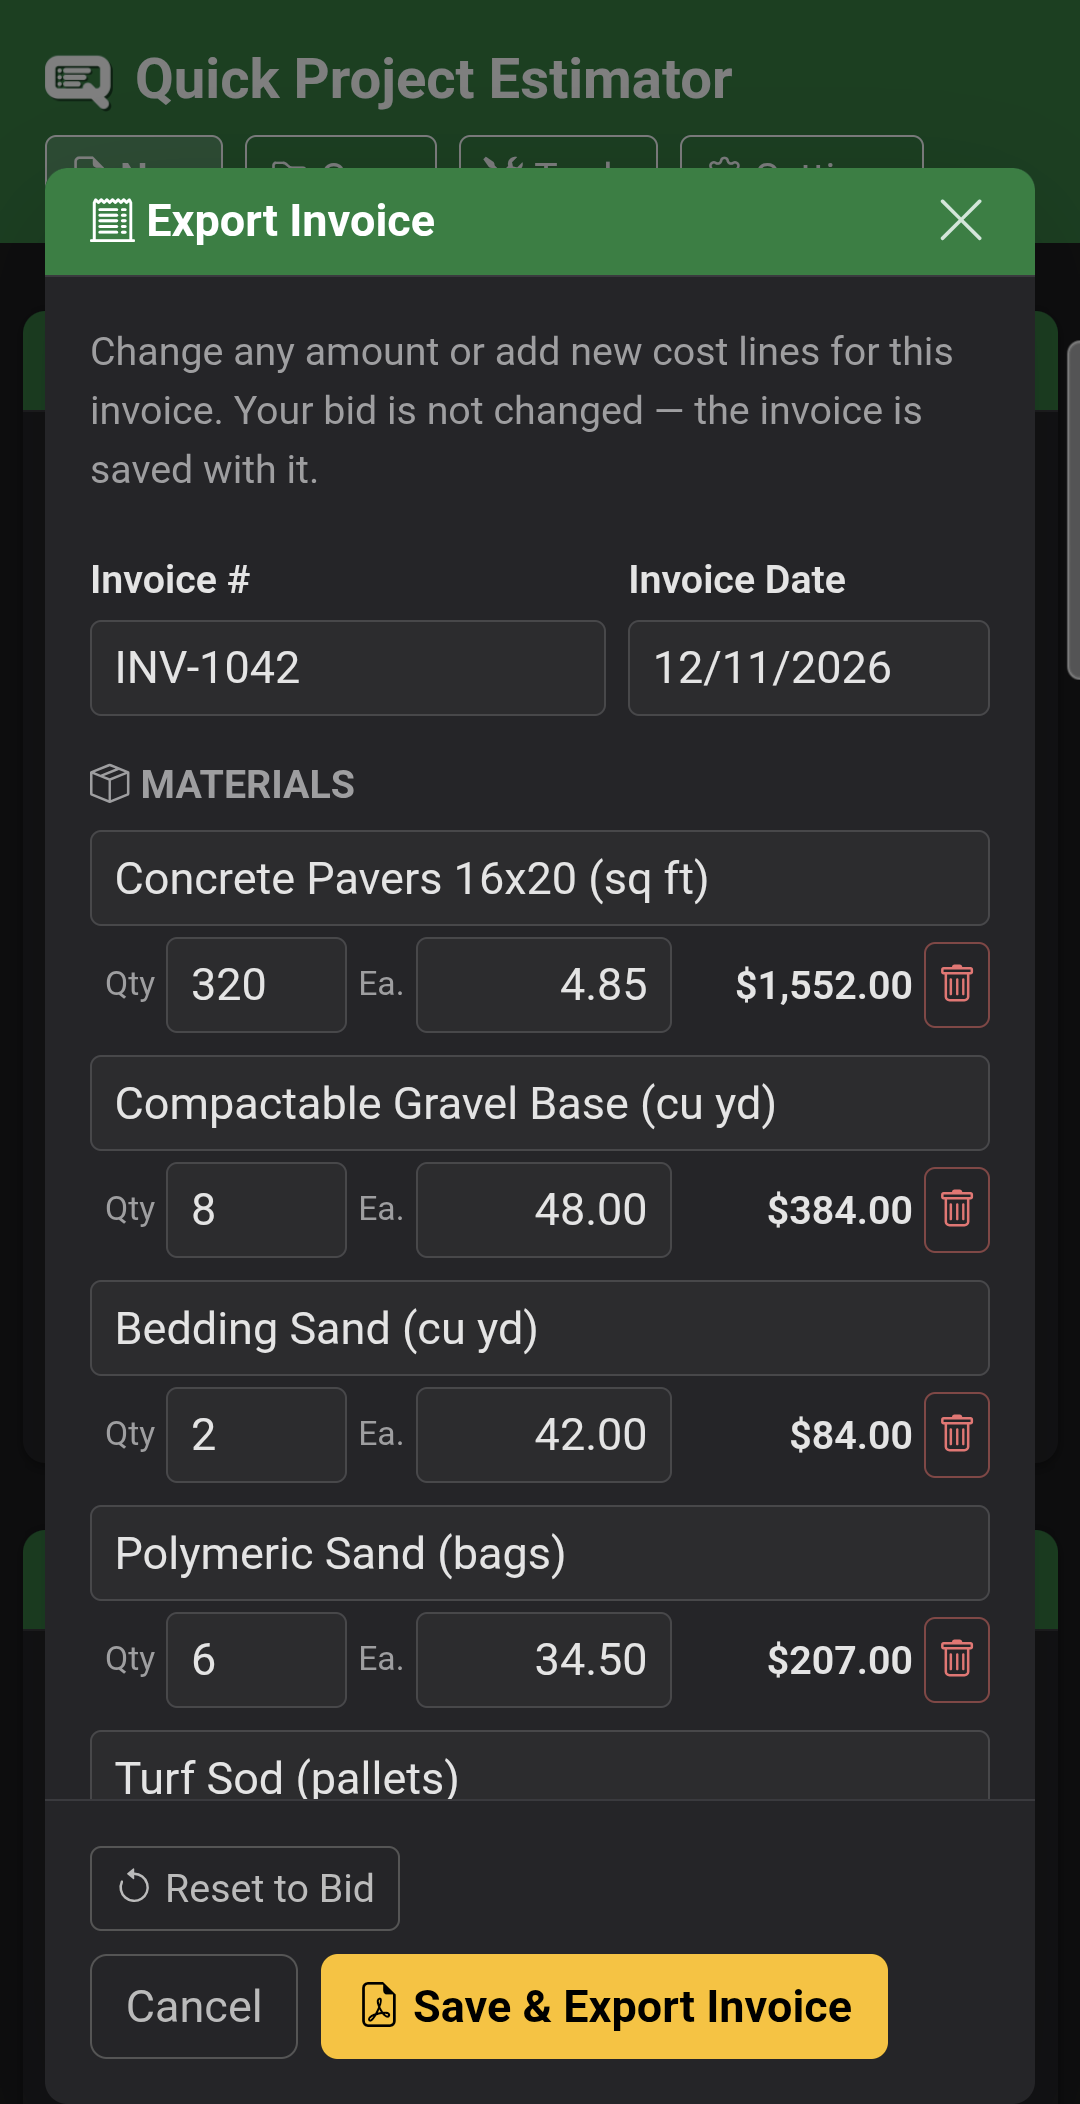 Quick Project Estimator
Export Invoice
Change any amount or add new cost lines for this
invoice. Your bid is not changed — the invoice is
saved with it.
Invoice # Invoice Date
INV-1042 12/11/2026
MATERIALS
Concrete Pavers 16x20 (sq ft)
Qty 320 Ea. 4.85 $1,552.00
Compactable Gravel Base (cu yd)
Qty 8 Ea. 48.00 $384.00
Bedding Sand (cu yd)
Qty 2 Ea. 42.00 $84.00
Polymeric Sand (bags)
Qty 6 Ea. 34.50 $207.00
Turf Sod (pallets)
Reset to Bid
Cancel Save & Export Invoice